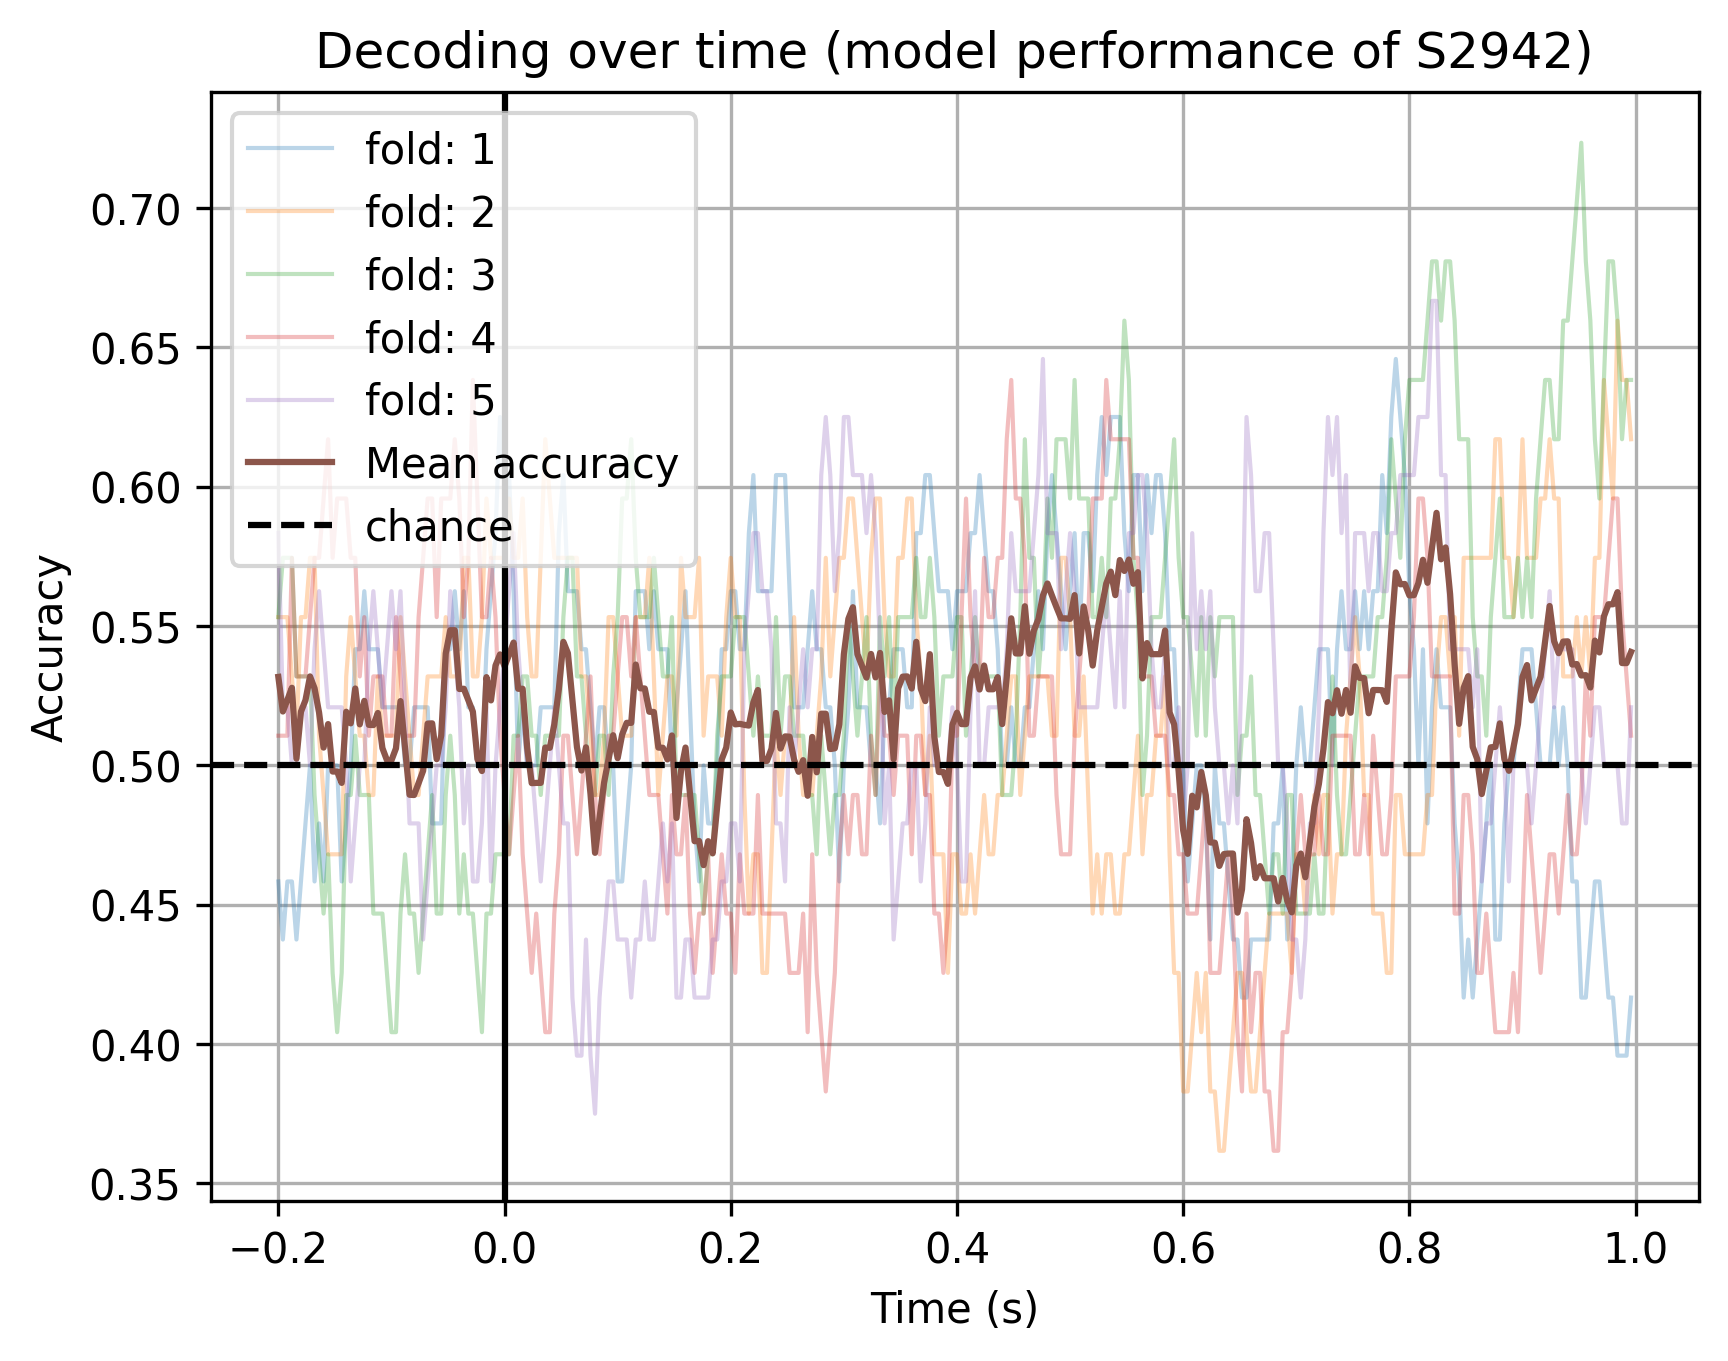 Decoding over time (model performance of S2942)
fold: 1
fold: 2
fold: 3
fold: 4
fold: 5
Mean accuracy
chance
Accuracy
0.70
0.65
0.60
0.55
0.50
0.45
0.40
0.35
−0.2 0.0 0.2 0.4 0.6 0.8 1.0
Time (s)